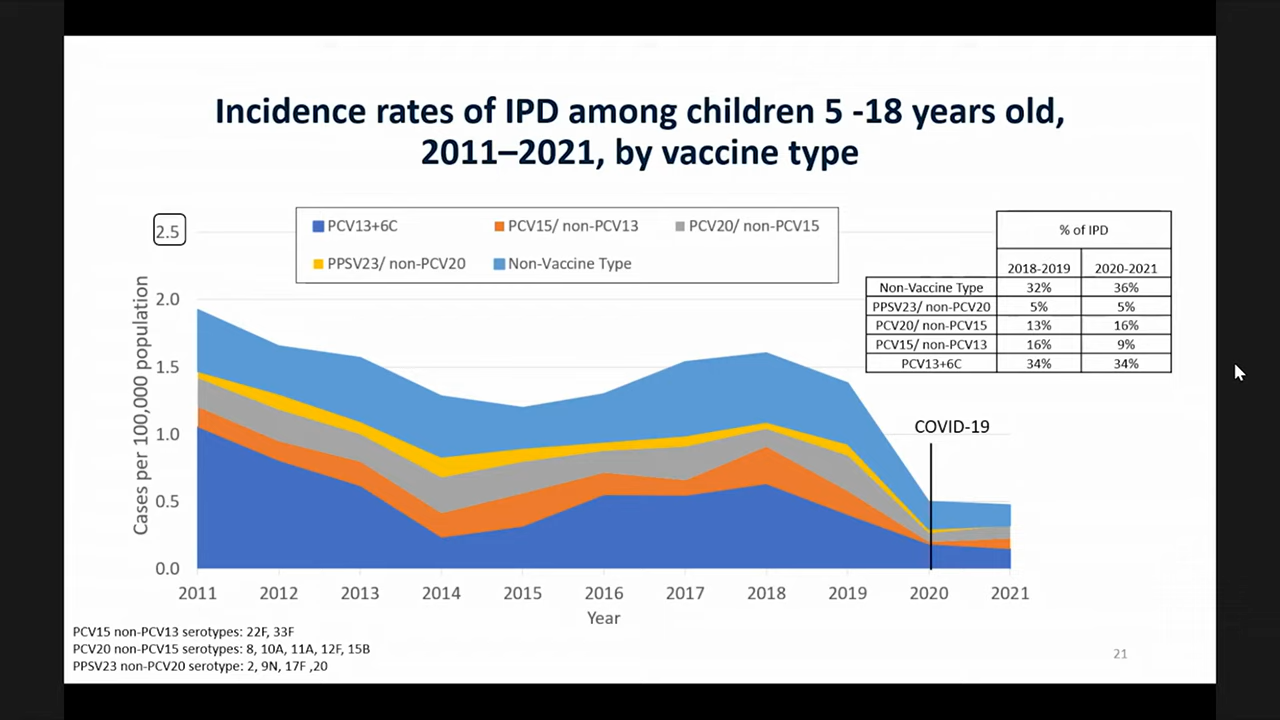 Incidence rates of IPD among children 5 -18 years old,
2011–2021, by vaccine type
PCV13+6C
PCV15/ non-PCV13
PCV20/ non-PCV15
PPSV23/ non-PCV20
Non-Vaccine Type
Cases per 100,000 population
2.5
2.0
1.5
1.0
0.5
0.0
% of IPD
2018-2019 2020-2021
Non-Vaccine Type 32% 36%
PPSV23/ non-PCV20 5% 5%
PCV20/ non-PCV15 13% 16%
PCV15/ non-PCV13 16% 9%
PCV13+6C 34% 34%
COVID-19
2011 2012 2013 2014 2015 2016 2017 2018 2019 2020 2021
Year
PCV15 non-PCV13 serotypes: 22F, 33F
PCV20 non-PCV15 serotypes: 8, 10A, 11A, 12F, 15B
PPSV23 non-PCV20 serotype: 2, 9N, 17F ,20
21